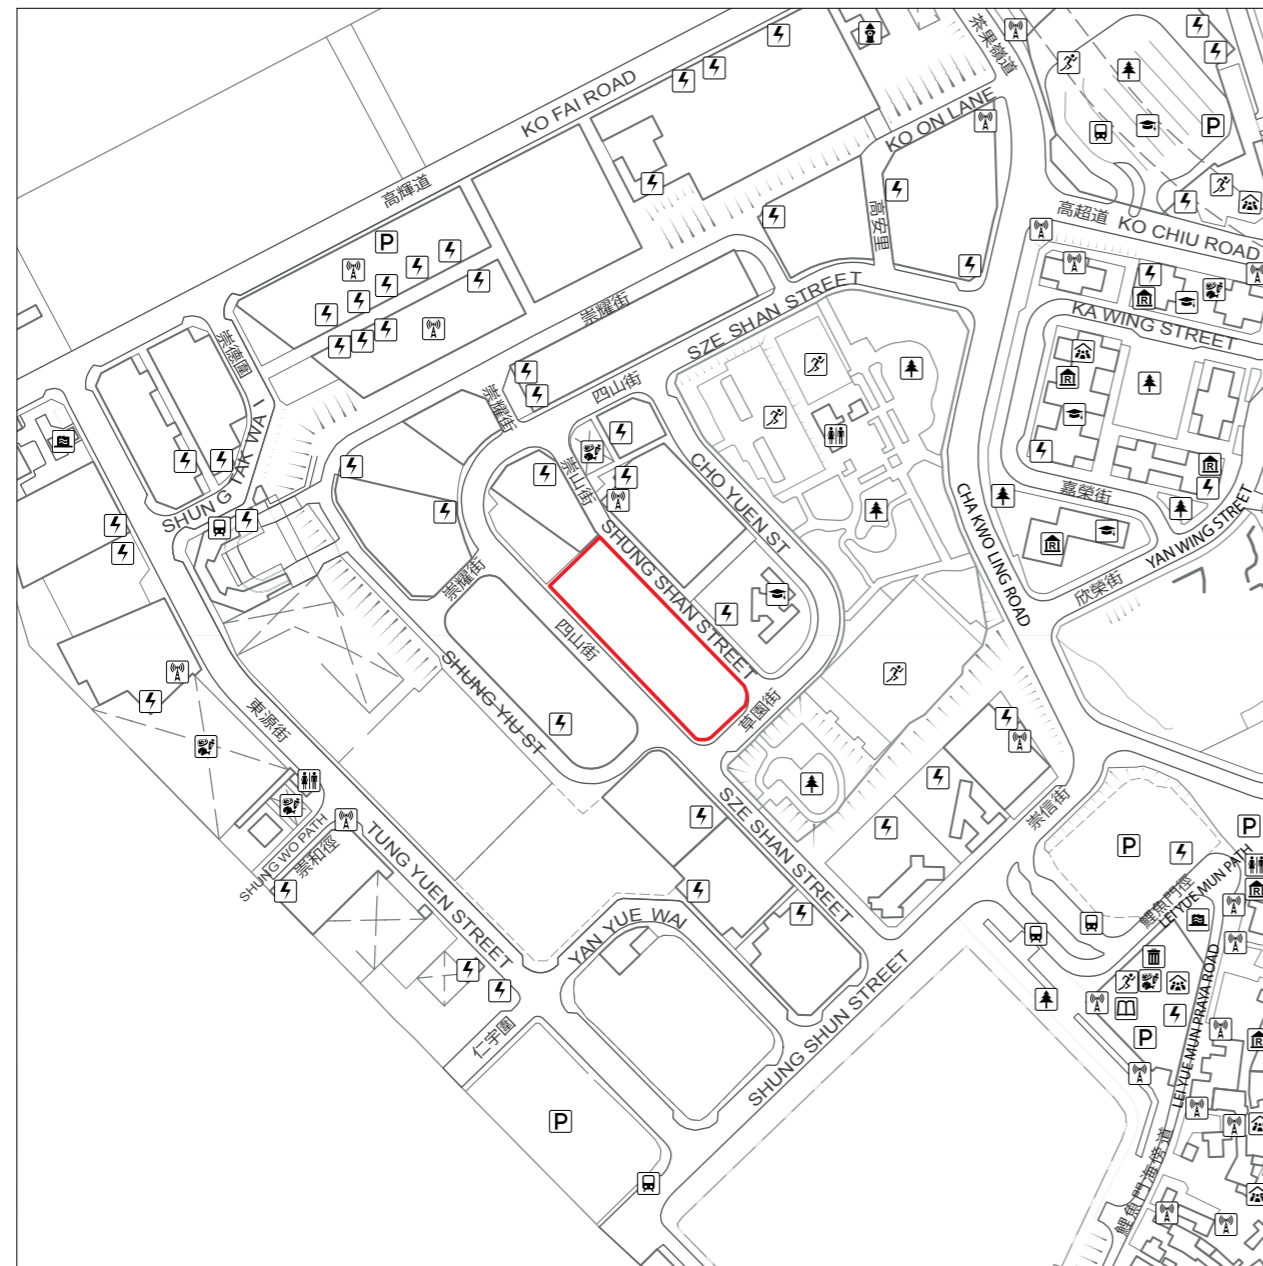 茶果嶺道
KO FAI ROAD
高輝道
KO ON LANE
高安里
高超道
KO CHIU ROAD
KA WING STREET
崇耀街
SZE SHAN STREET
四山街
崇德圍
SHUNG TAK WAI
崇耀街
崇山街
CHO YUEN ST
SHUNG SHAN STREET
CHA KWO LING ROAD
嘉榮街
YAN WING STREET
欣榮街
崇耀街
四山街
SHUNG YIU ST
草園街
東源街
SZE SHAN STREET
崇信街
SHUNG WO PATH
崇和徑
TUNG YUEN STREET
YAN YUE WAI
仁宇圍
SHUNG SHUN STREET
鯉魚門徑
LEI YUE MUN PATH
LEI YUE MUN PRAYA ROAD
鯉魚門海傍道
P
P
P
P
P
P
R
R
R
R
R
R